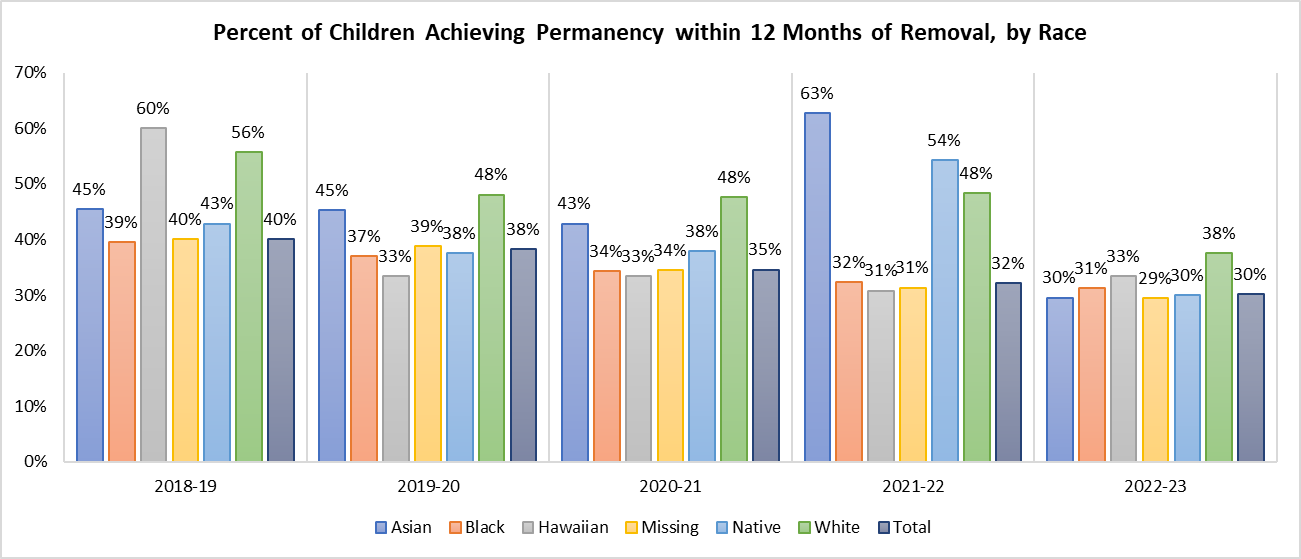 Percent of Children Achieving Permanency within 12 Months of Removal, by Race
70%
60%
50%
40%
30%
20%
10%
0%
45% 39% 60% 40% 43% 56% 40%
45% 37% 33% 39% 38% 48% 38%
43% 34% 33% 34% 38% 48% 35%
63% 32% 31% 31% 54% 48% 32%
30% 31% 33% 29% 30% 38% 30%
2018-19 2019-20 2020-21 2021-22 2022-23
Asian Black Hawaiian Missing Native White Total